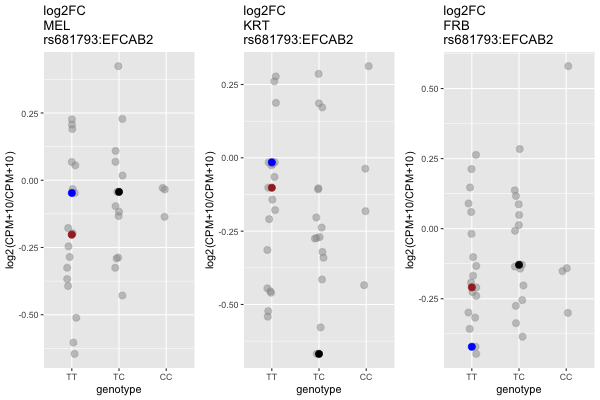 log2FC
MEL
rs681793:EFCAB2
log2(CPM+10/CPM+10)
0.25
0.00
-0.25
-0.50
TT
TC
CC
genotype
log2FC
KRT
rs681793:EFCAB2
log2(CPM+10/CPM+10)
0.25
0.00
-0.25
-0.50
TT
TC
CC
genotype
log2FC
FRB
rs681793:EFCAB2
log2(CPM+10/CPM+10)
0.50
0.25
0.00
-0.25
TT
TC
CC
genotype